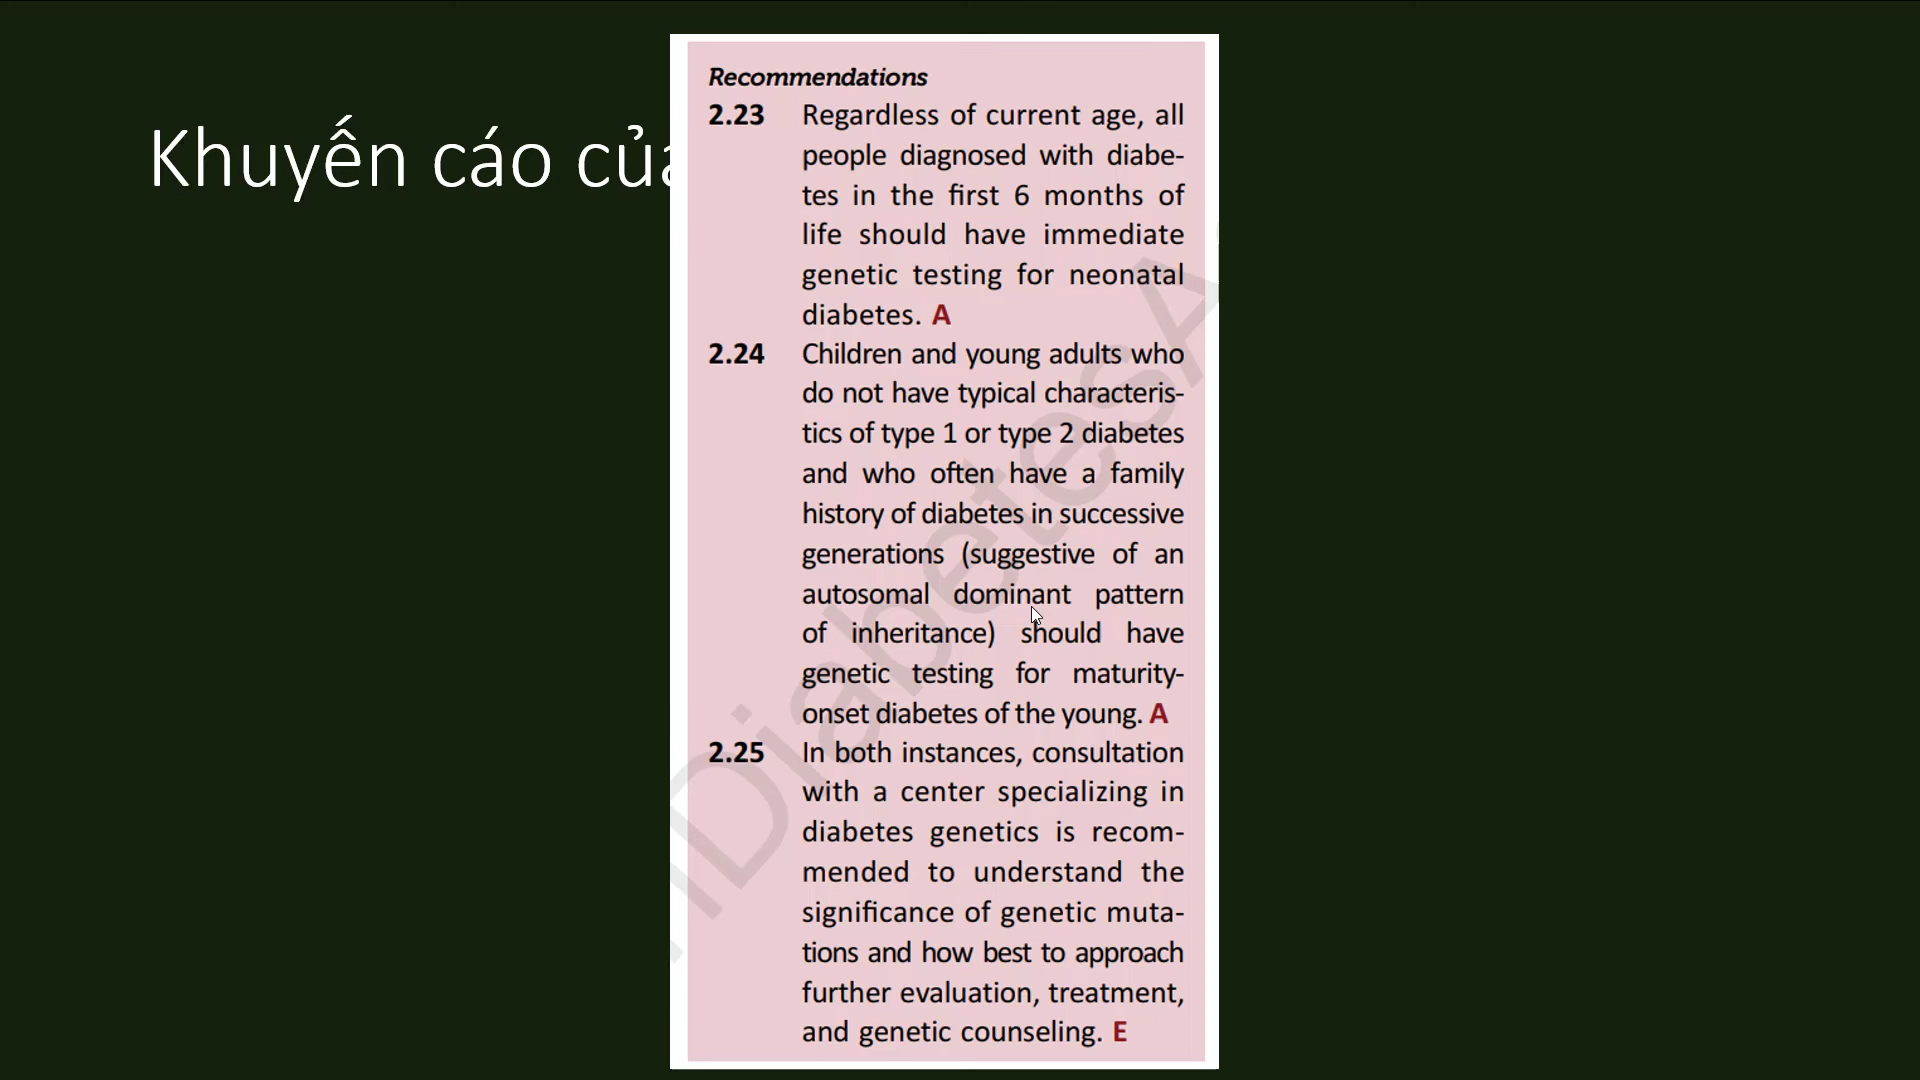 Khuyến cáo của
Recommendations
2.23 Regardless of current age, all
people diagnosed with diabe-
tes in the first 6 months of
life should have immediate
genetic testing for neonatal
diabetes. A
2.24 Children and young adults who
do not have typical characteris-
tics of type 1 or type 2 diabetes
and who often have a family
history of diabetes in successive
generations (suggestive of an
autosomal dominant pattern
of inheritance) should have
genetic testing for maturity-
onset diabetes of the young. A
2.25 In both instances, consultation
with a center specializing in
diabetes genetics is recom-
mended to understand the
significance of genetic muta-
tions and how best to approach
further evaluation, treatment,
and genetic counseling. E